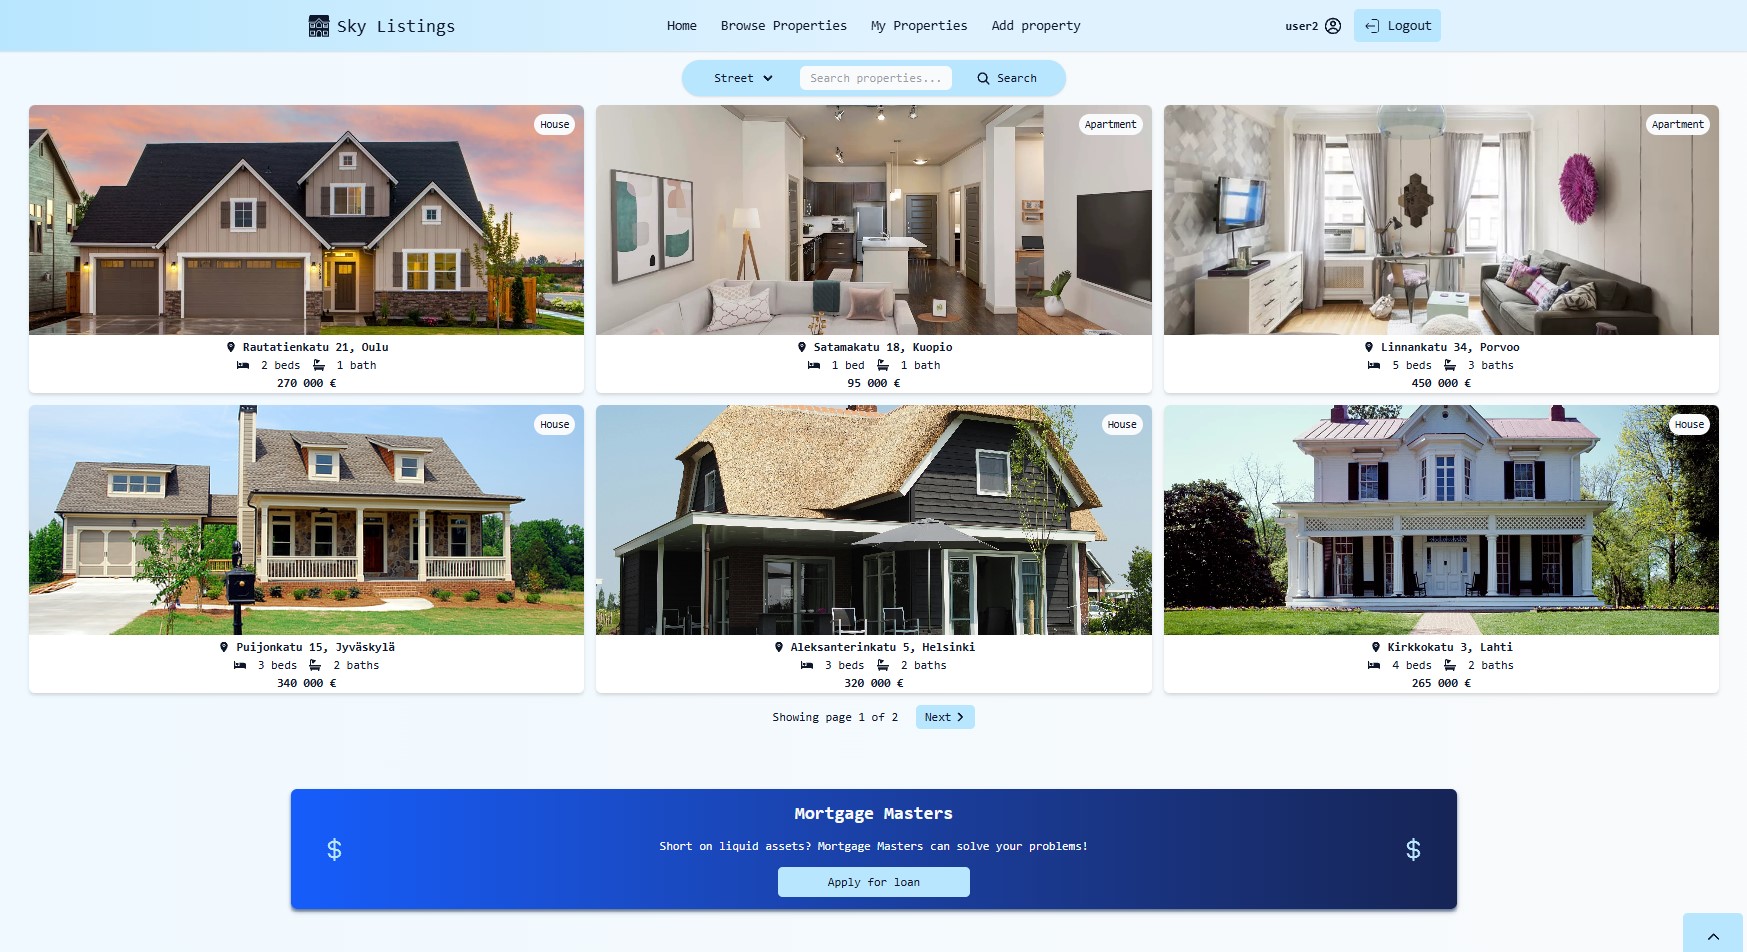 Sky Listings
Home
Browse Properties
My Properties
Add property
user2
Logout
Street
Search properties...
Search
House
Rautatienkatu 21, Oulu
2 beds 1 bath
270 000 €
Apartment
Satamakatu 18, Kuopio
1 bed 1 bath
95 000 €
Apartment
Linnankatu 34, Porvoo
5 beds 3 baths
450 000 €
House
Puijonkatu 15, Jyväskylä
3 beds 2 baths
340 000 €
House
Aleksanterinkatu 5, Helsinki
3 beds 2 baths
320 000 €
House
Kirkkokatu 3, Lahti
4 beds 2 baths
265 000 €
Showing page 1 of 2
Next
Mortgage Masters
$
Short on liquid assets? Mortgage Masters can solve your problems!
$
Apply for loan